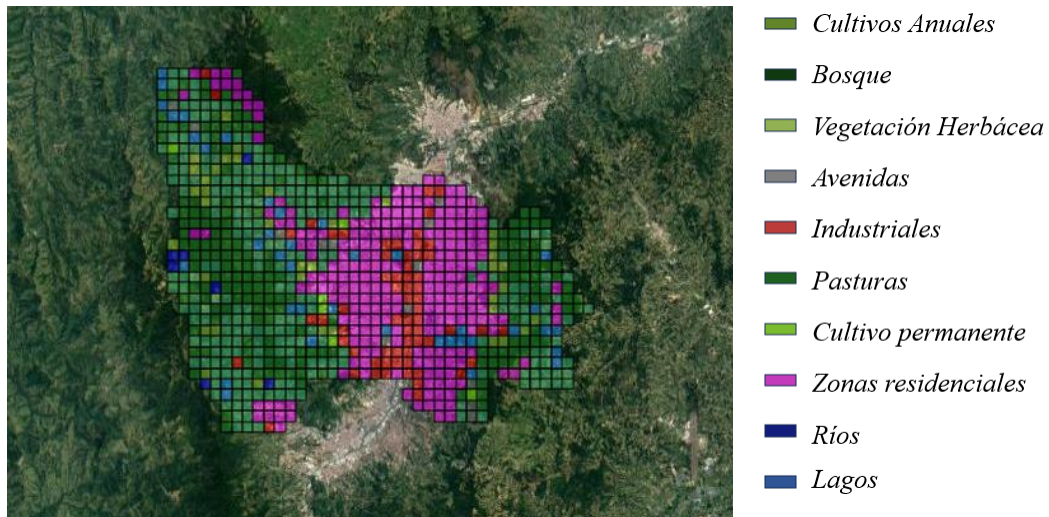 Cultivos Anuales
Bosque
Vegetación Herbácea
Avenidas
Industriales
Pasturas
Cultivo permanente
Zonas residenciales
Ríos
Lagos